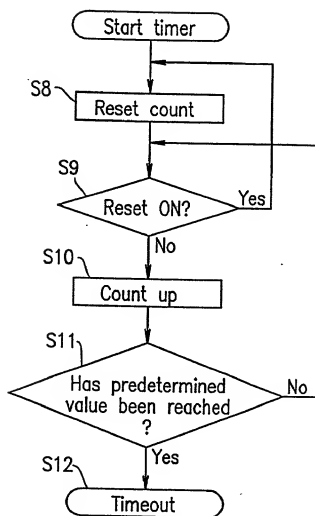 Start timer
S8
Reset count
S9
Reset ON?
Yes
No
S10
Count up
S11
Has predetermined
value been reached
?
No
Yes
S12
Timeout